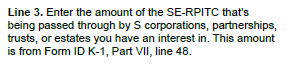 Line 3. Enter the amount of the SE-RPITC that's
being passed through by S corporations, partnerships,
trusts, or estates you have an interest in. This amount
is from Form ID K-1, Part VII, line 48.